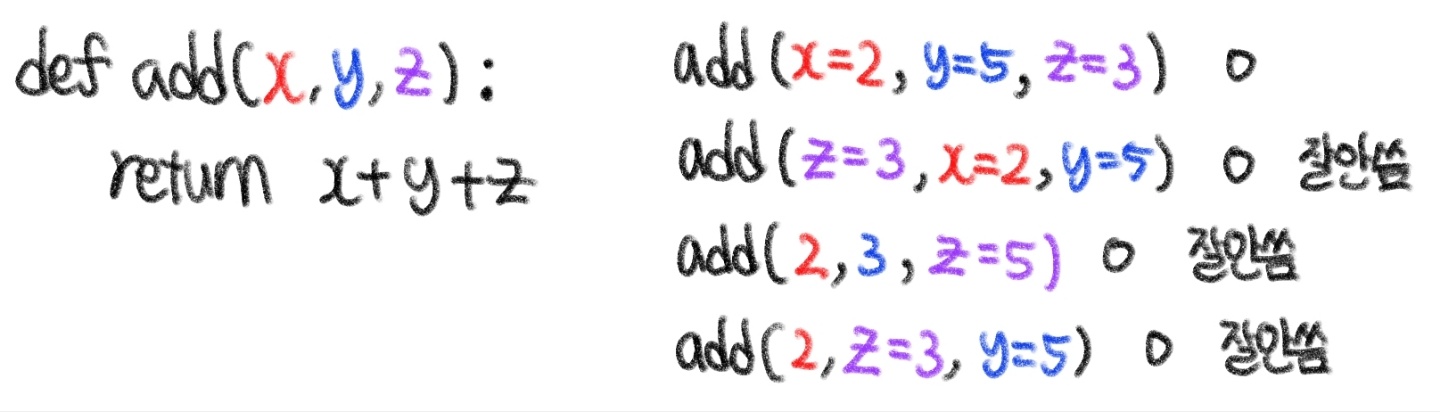 def add(x, y, z):
return x+y+z
add(x=2, y=5, z=3) O
add(z=3, x=2, y=5) O 잘안씀
add(2, 3, z=5) O 잘안씀
add(2, z=3, y=5) O 잘안씀